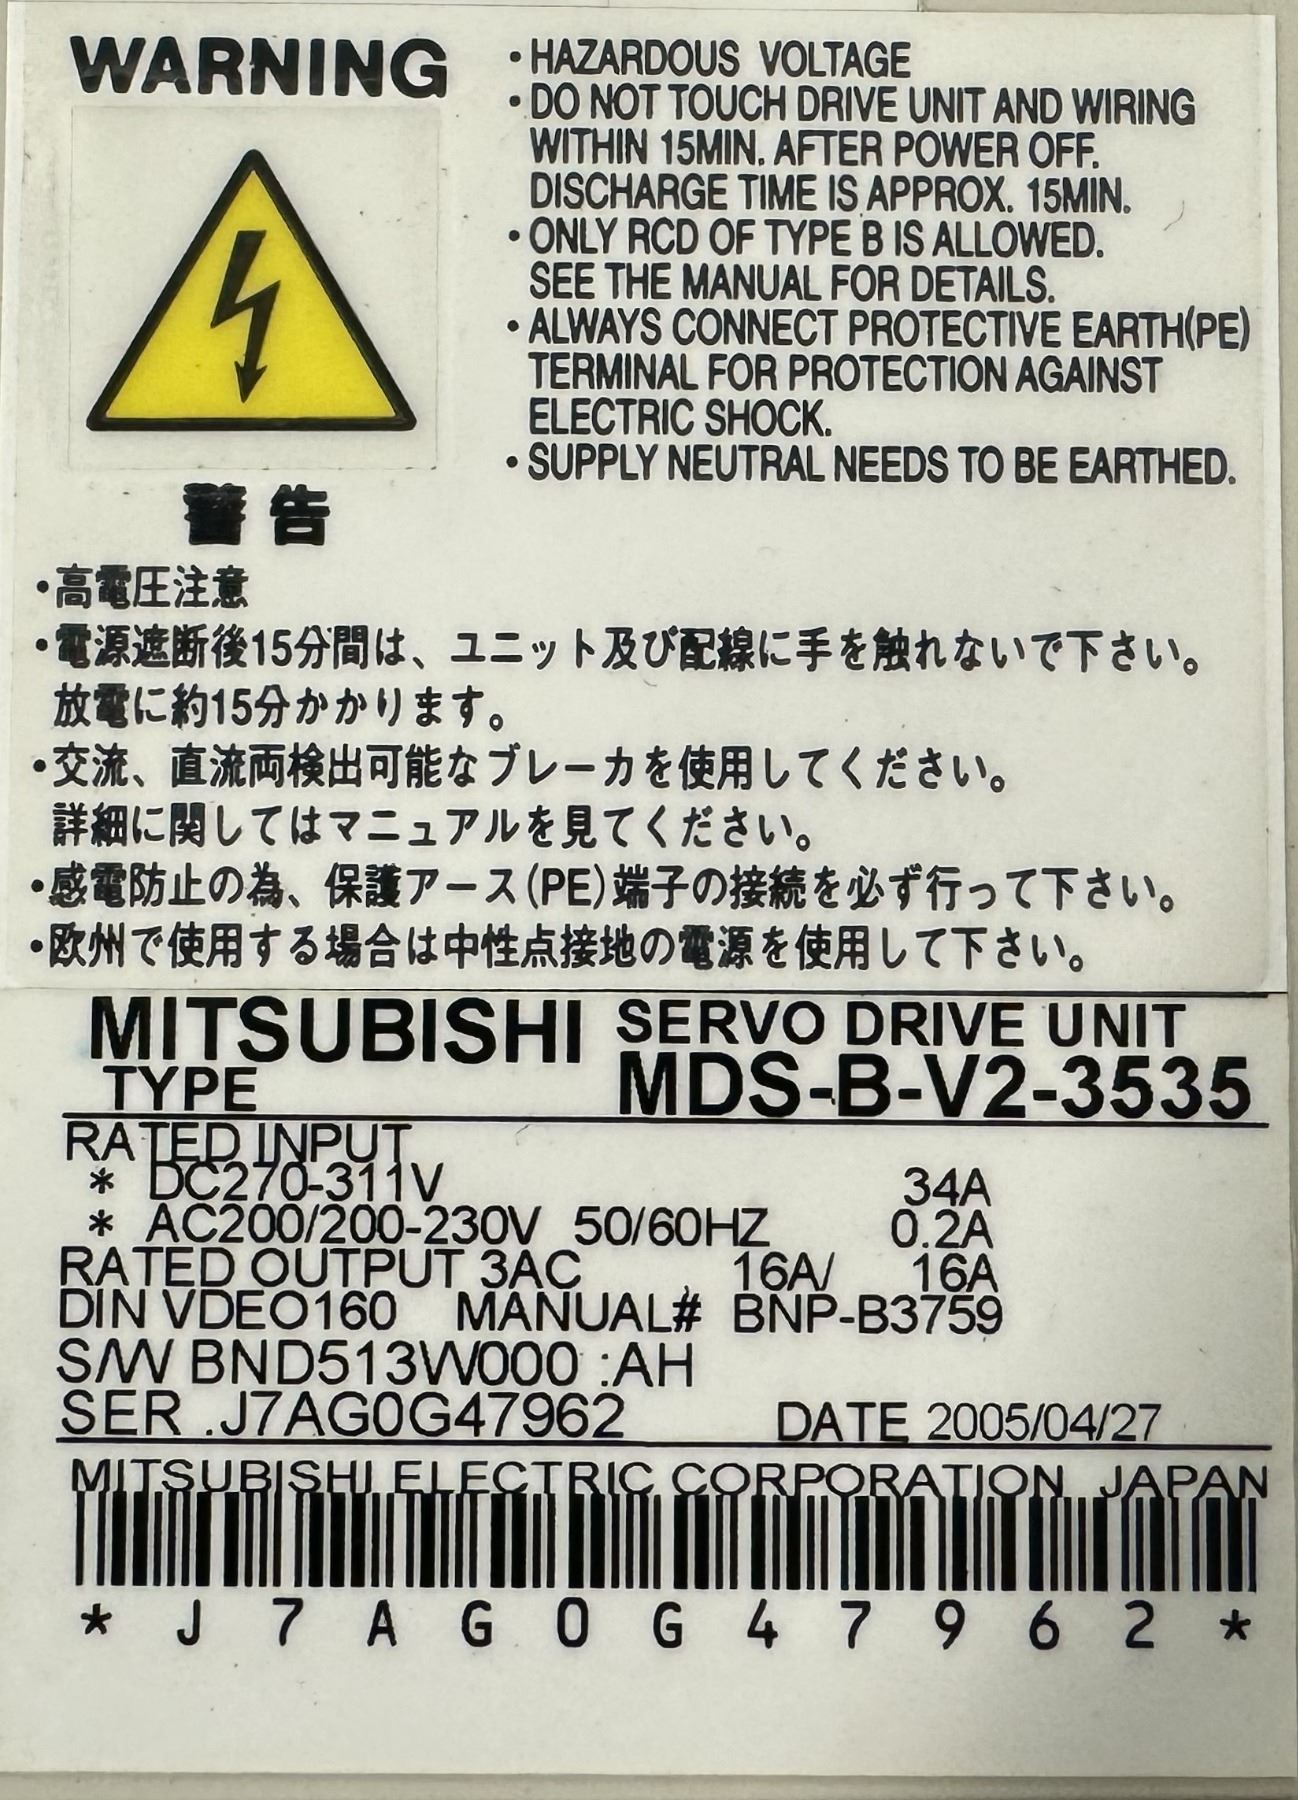 WARNING
・HAZARDOUS VOLTAGE
・DO NOT TOUCH DRIVE UNIT AND WIRING
WITHIN 15MIN. AFTER POWER OFF.
DISCHARGE TIME IS APPROX. 15MIN.
・ONLY RCD OF TYPE B IS ALLOWED.
SEE THE MANUAL FOR DETAILS.
・ALWAYS CONNECT PROTECTIVE EARTH(PE)
TERMINAL FOR PROTECTION AGAINST
ELECTRIC SHOCK.
・SUPPLY NEUTRAL NEEDS TO BE EARTHED.
警告
・高電圧注意
・電源遮断後15分間は、ユニット及び配線に手を触れないで下さい。
放電に約15分かかります。
・交流、直流両検出可能なブレーカを使用してください。
詳細に関してはマニュアルを見てください。
・感電防止の為、保護アース(PE)端子の接続を必ず行って下さい。
・欧州で使用する場合は中性点接地の電源を使用して下さい。
MITSUBISHI SERVO DRIVE UNIT
TYPE MDS-B-V2-3535
RATED INPUT
* DC270-311V 34A
* AC200/200-230V 50/60HZ 0.2A
RATED OUTPUT 3AC 16A/ 16A
DIN VDEO160 MANUAL# BNP-B3759
S/W BND513W000 :AH
SER .J7AG0G47962 DATE 2005/04/27
MITSUBISHI ELECTRIC CORPORATION JAPAN
*J7AG0G47962*